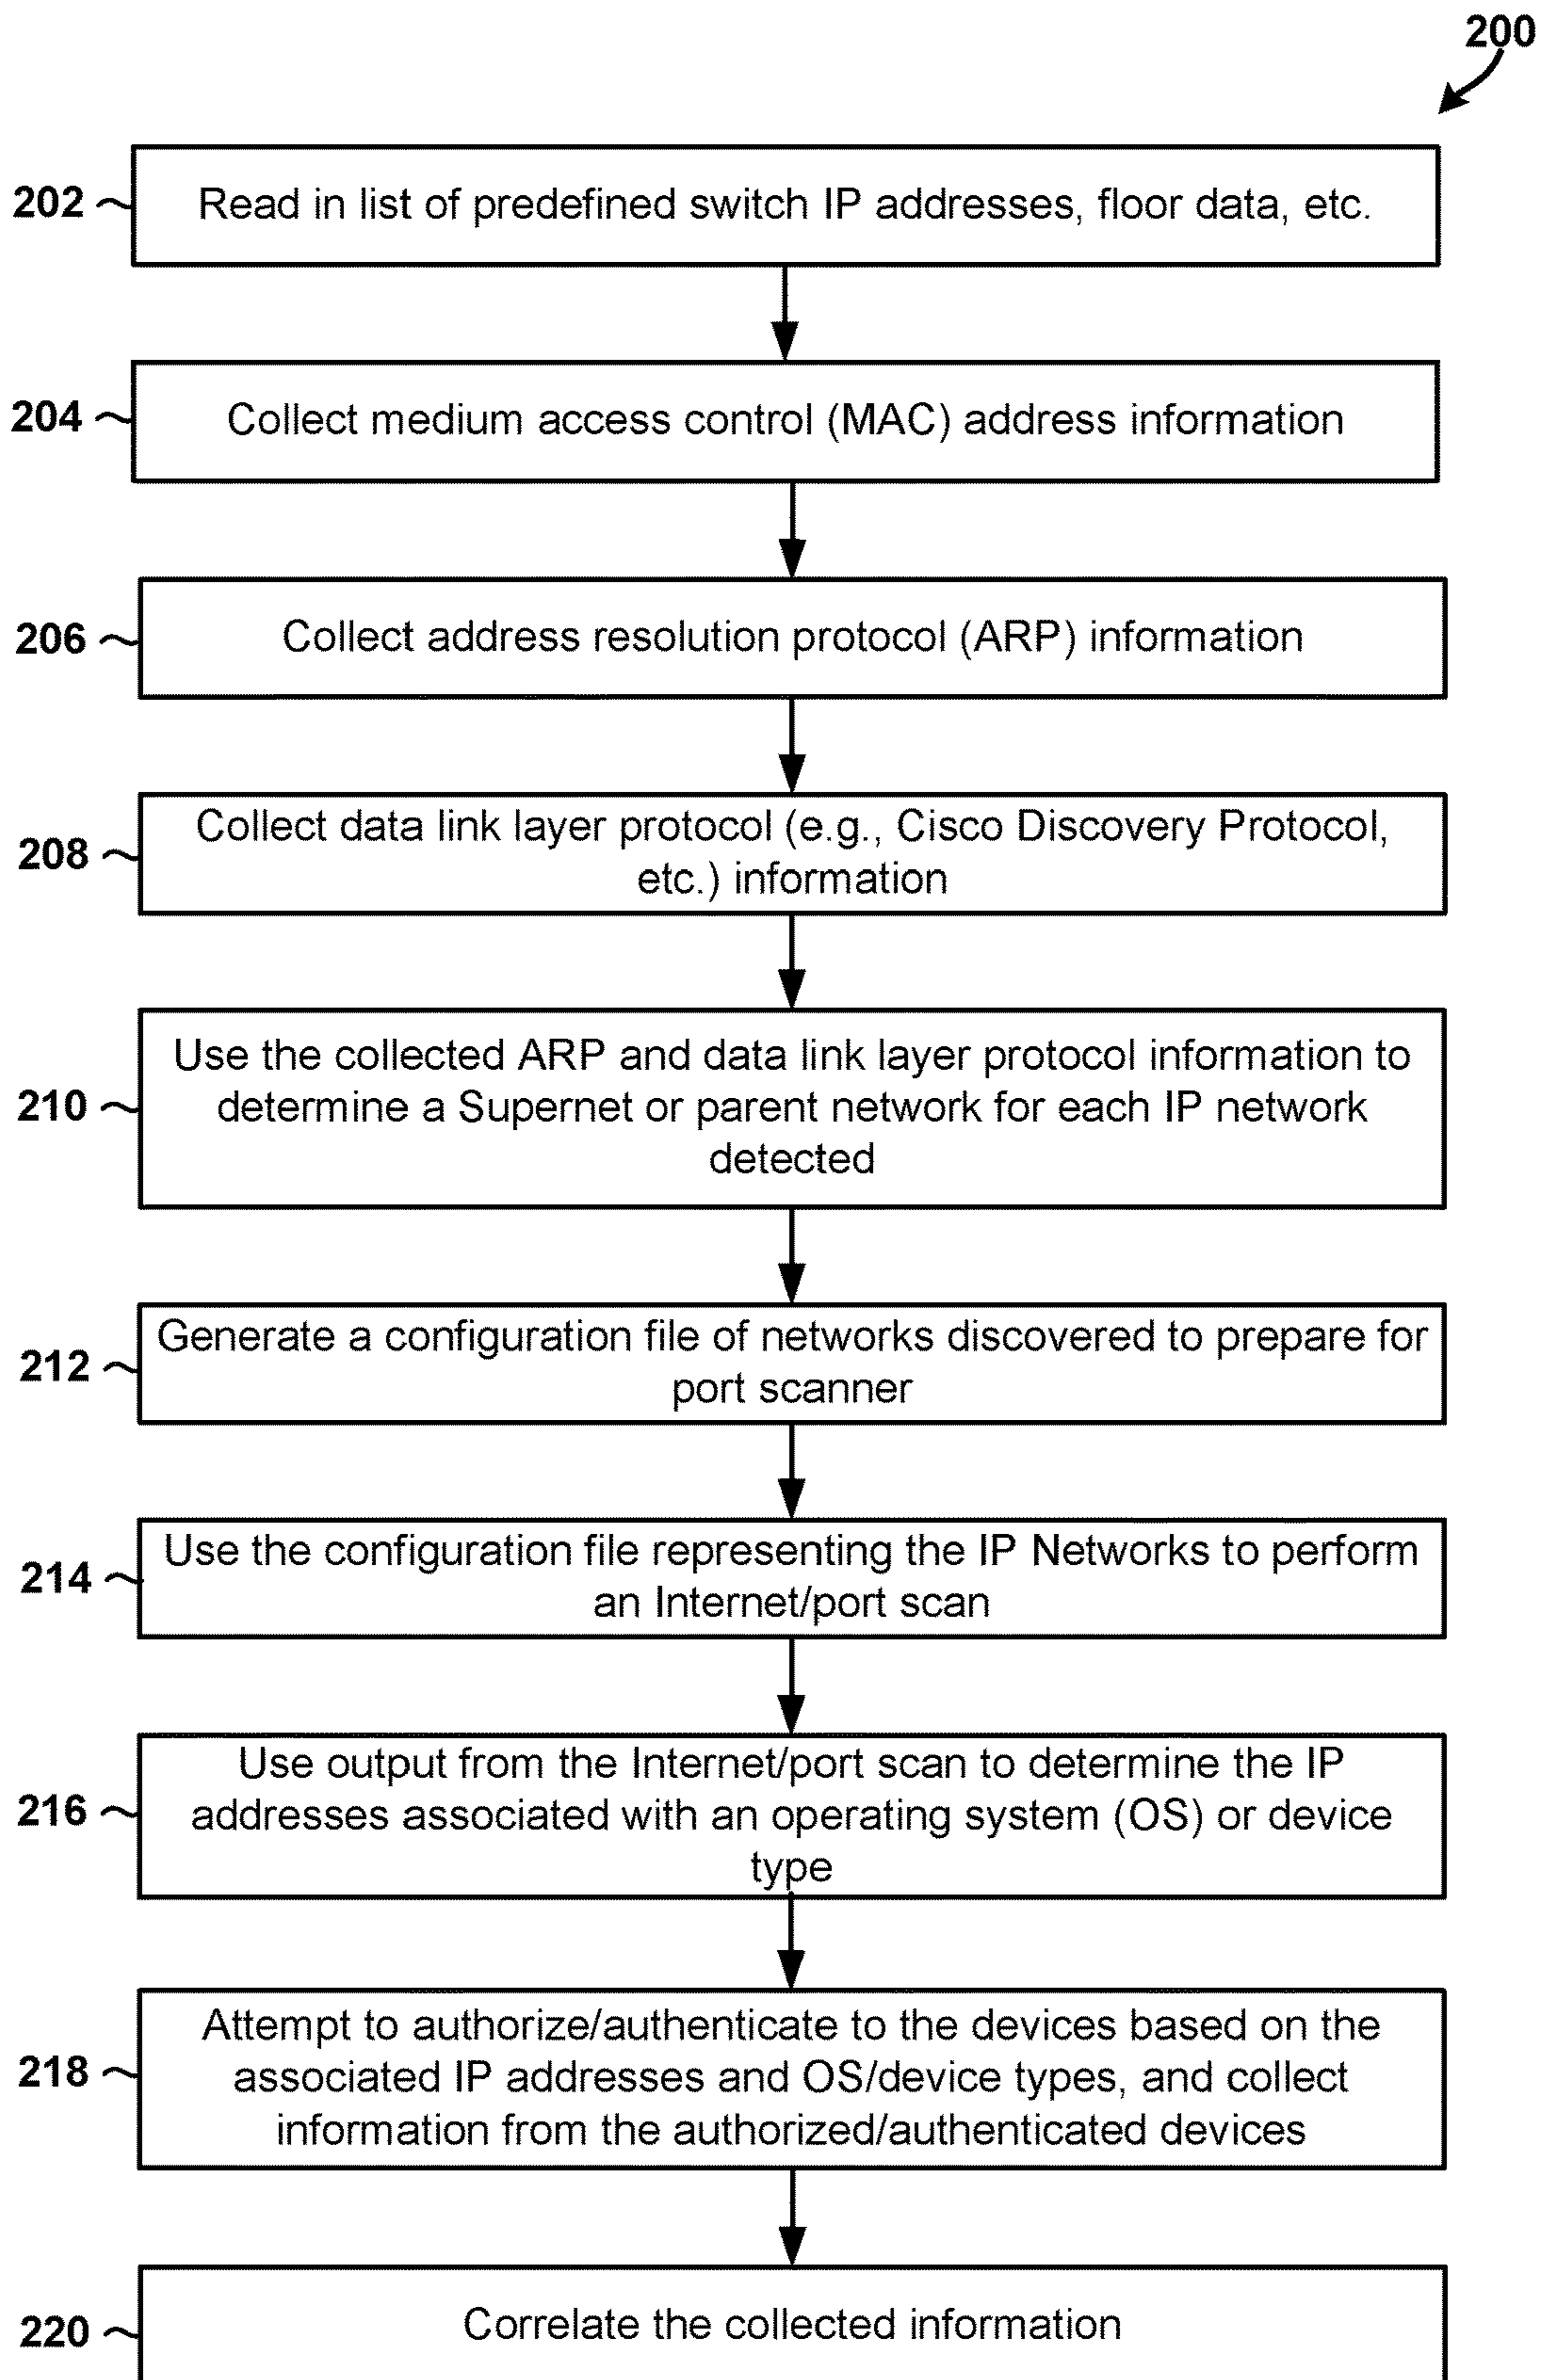 200
202
Read in list of predefined switch IP addresses, floor data, etc.
204
Collect medium access control (MAC) address information
206
Collect address resolution protocol (ARP) information
208
Collect data link layer protocol (e.g., Cisco Discovery Protocol,
etc.) information
210
Use the collected ARP and data link layer protocol information to
determine a Supernet or parent network for each IP network
detected
212
Generate a configuration file of networks discovered to prepare for
port scanner
214
Use the configuration file representing the IP Networks to perform
an Internet/port scan
216
Use output from the Internet/port scan to determine the IP
addresses associated with an operating system (OS) or device
type
218
Attempt to authorize/authenticate to the devices based on the
associated IP addresses and OS/device types, and collect
information from the authorized/authenticated devices
220
Correlate the collected information